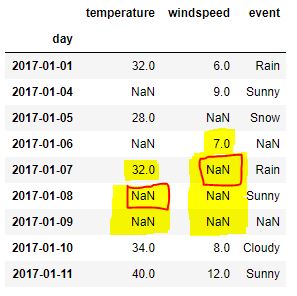 temperature windspeed event
day
2017-01-01 32.0 6.0 Rain
2017-01-04 NaN 9.0 Sunny
2017-01-05 28.0 NaN Snow
2017-01-06 NaN 7.0 NaN
2017-01-07 32.0 NaN Rain
2017-01-08 NaN NaN Sunny
2017-01-09 NaN NaN NaN
2017-01-10 34.0 8.0 Cloudy
2017-01-11 40.0 12.0 Sunny